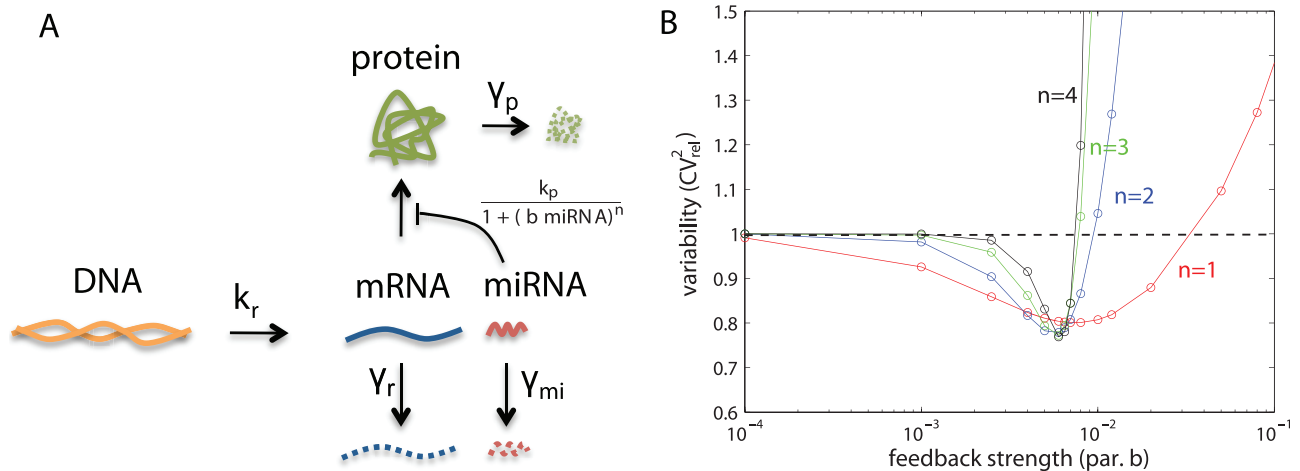 A
protein
γp
kp
1 + ( b miRNA)n
DNA
kr
mRNA
miRNA
γr
γmi
B
1.5
1.4
1.3
1.2
1.1
1
0.9
0.8
0.7
0.6
variability (CV²rel)
n=4
n=3
n=2
n=1
10⁻⁴
10⁻³
10⁻²
10⁻¹
feedback strength (par. b)